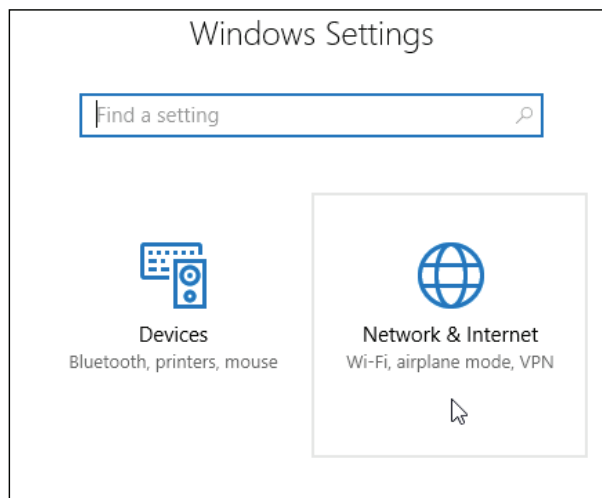 Windows Settings
Find a setting
Devices
Bluetooth, printers, mouse
Network & Internet
Wi-Fi, airplane mode, VPN